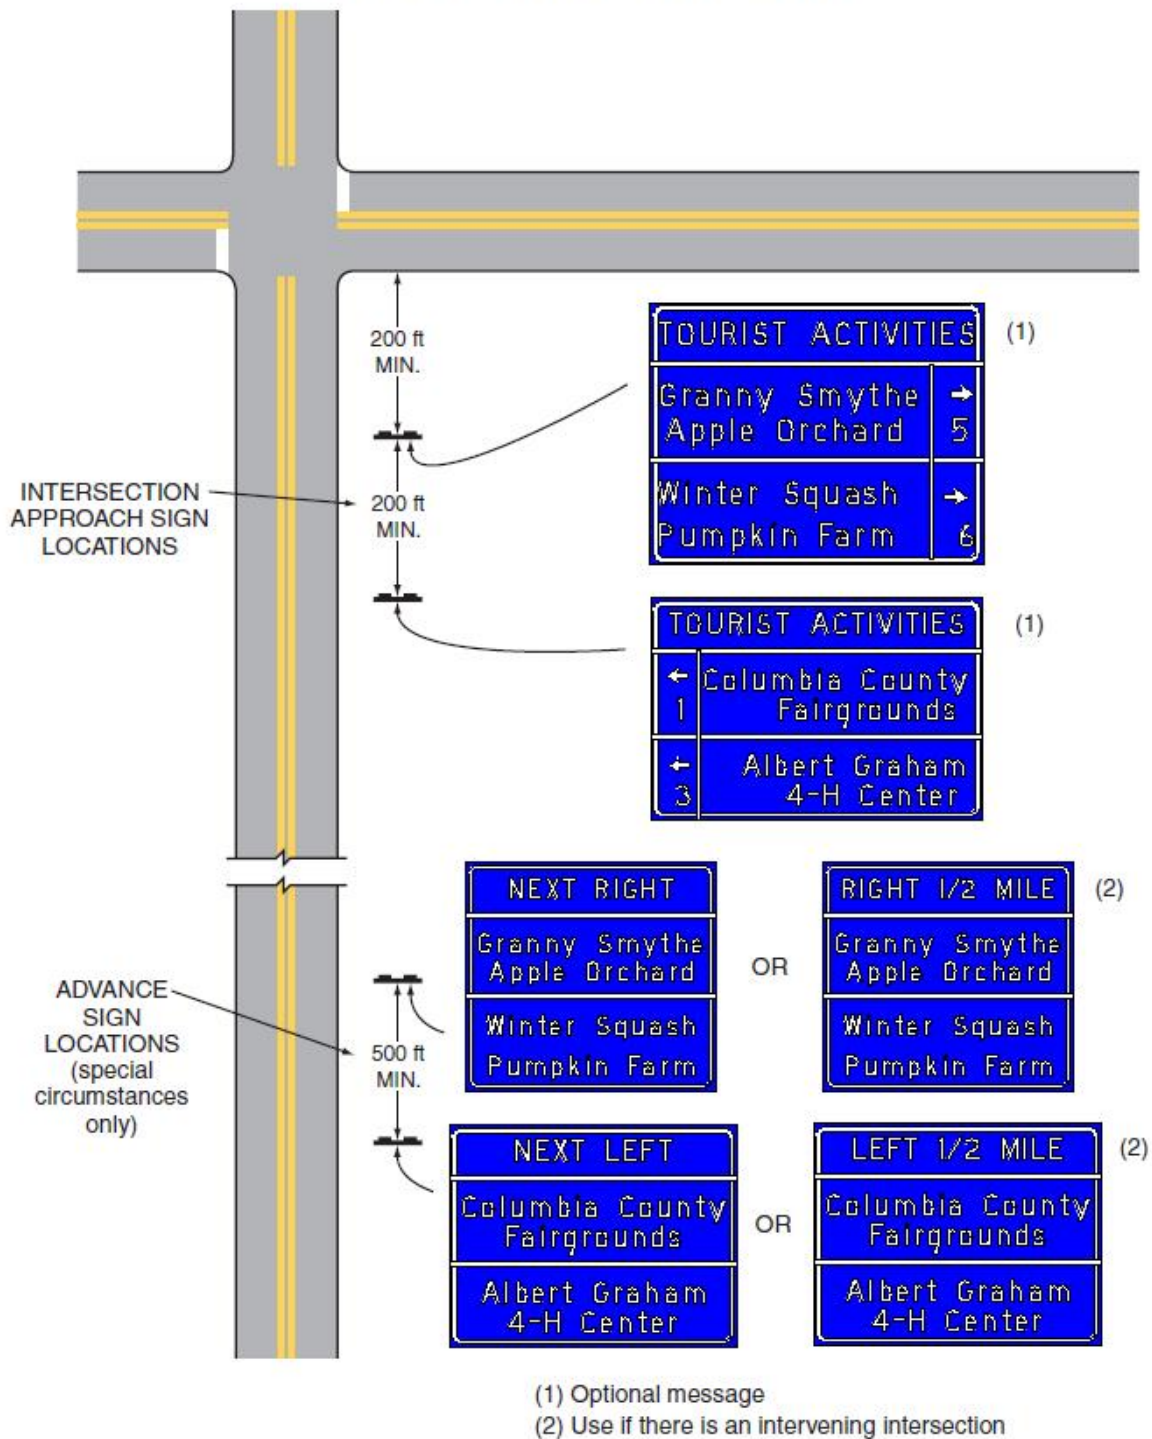 200 ft
MIN.
TOURIST ACTIVITIES
(1)
Granny Smythe
Apple Orchard
→
5
Winter Squash
Pumpkin Farm
→
6
INTERSECTION
APPROACH SIGN
LOCATIONS
200 ft
MIN.
TOURIST ACTIVITIES
(1)
←
1
Columbia County
Fairgrounds
←
3
Albert Graham
4-H Center
NEXT RIGHT
Granny Smythe
Apple Orchard
Winter Squash
Pumpkin Farm
OR
RIGHT 1/2 MILE
(2)
Granny Smythe
Apple Orchard
Winter Squash
Pumpkin Farm
ADVANCE
SIGN
LOCATIONS
(special
circumstances
only)
500 ft
MIN.
NEXT LEFT
Columbia County
Fairgrounds
Albert Graham
4-H Center
OR
LEFT 1/2 MILE
(2)
Columbia County
Fairgrounds
Albert Graham
4-H Center
(1) Optional message
(2) Use if there is an intervening intersection